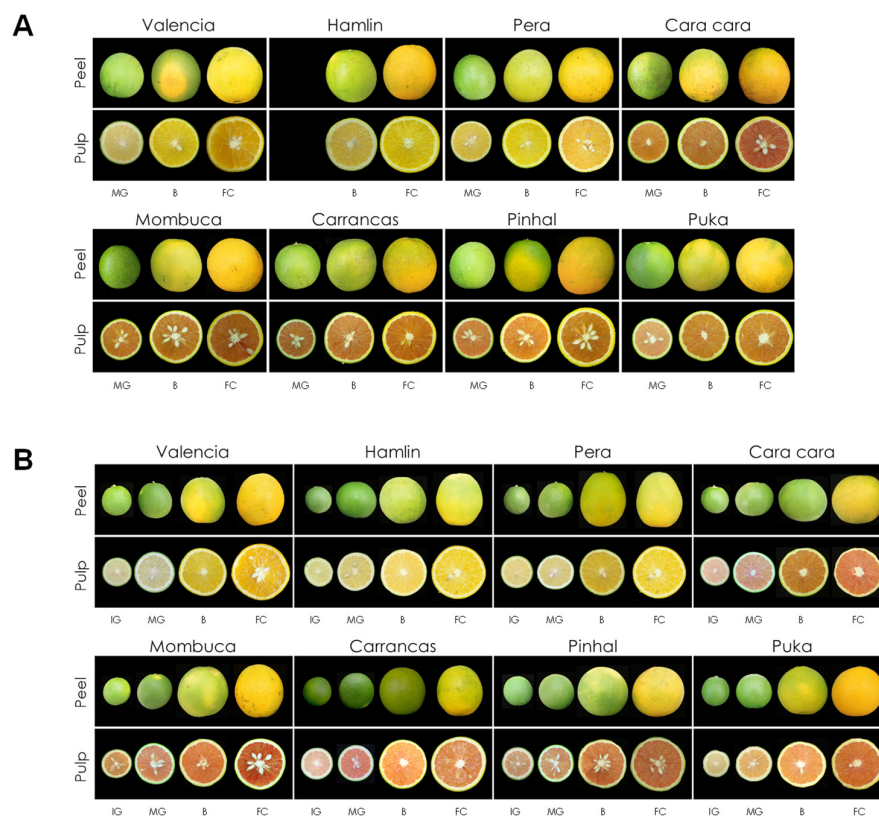 A
Valencia Hamlin Pera Cara cara
Peel
Pulp
MG B FC B FC MG B FC MG B FC
Mombuca Carrancas Pinhal Puka
Peel
Pulp
MG B FC MG B FC MG B FC MG B FC
B
Valencia Hamlin Pera Cara cara
Peel
Pulp
IG MG B FC IG MG B FC IG MG B FC IG MG B FC
Mombuca Carrancas Pinhal Puka
Peel
Pulp
IG MG B FC IG MG B FC IG MG B FC IG MG B FC